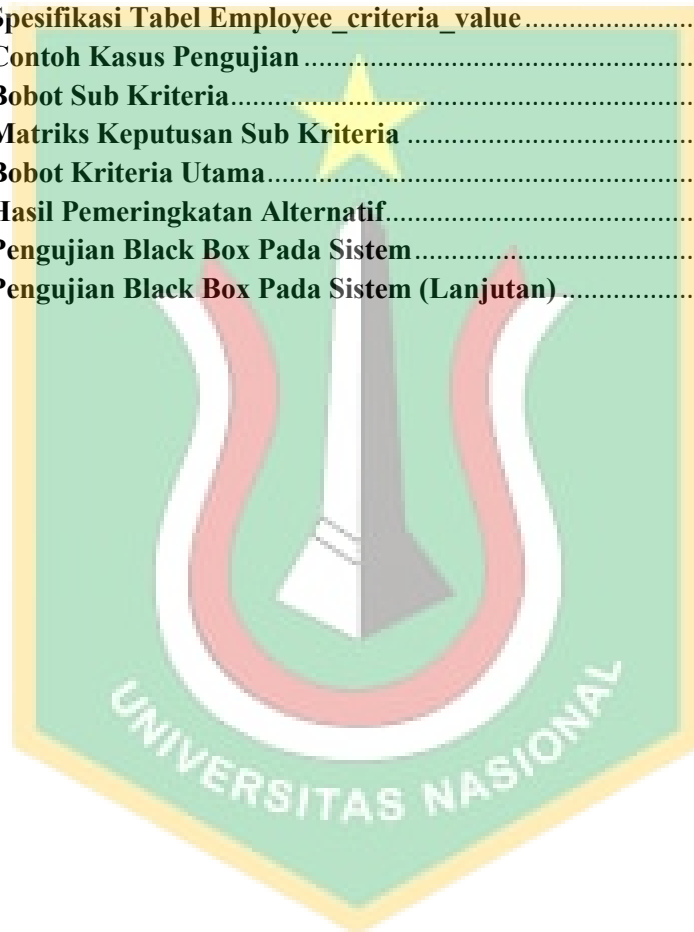 Spesifikasi Tabel Employee_criteria_value........................
Contoh Kasus Pengujian........................................................
Bobot Sub Kriteria...................................................................
Matriks Keputusan Sub Kriteria..........................................
Bobot Kriteria Utama..............................................................
Hasil Pemeringkatan Alternatif............................................
Pengujian Black Box Pada Sistem........................................
Pengujian Black Box Pada Sistem (Lanjutan)...................
UNIVERSITAS NASIONAL